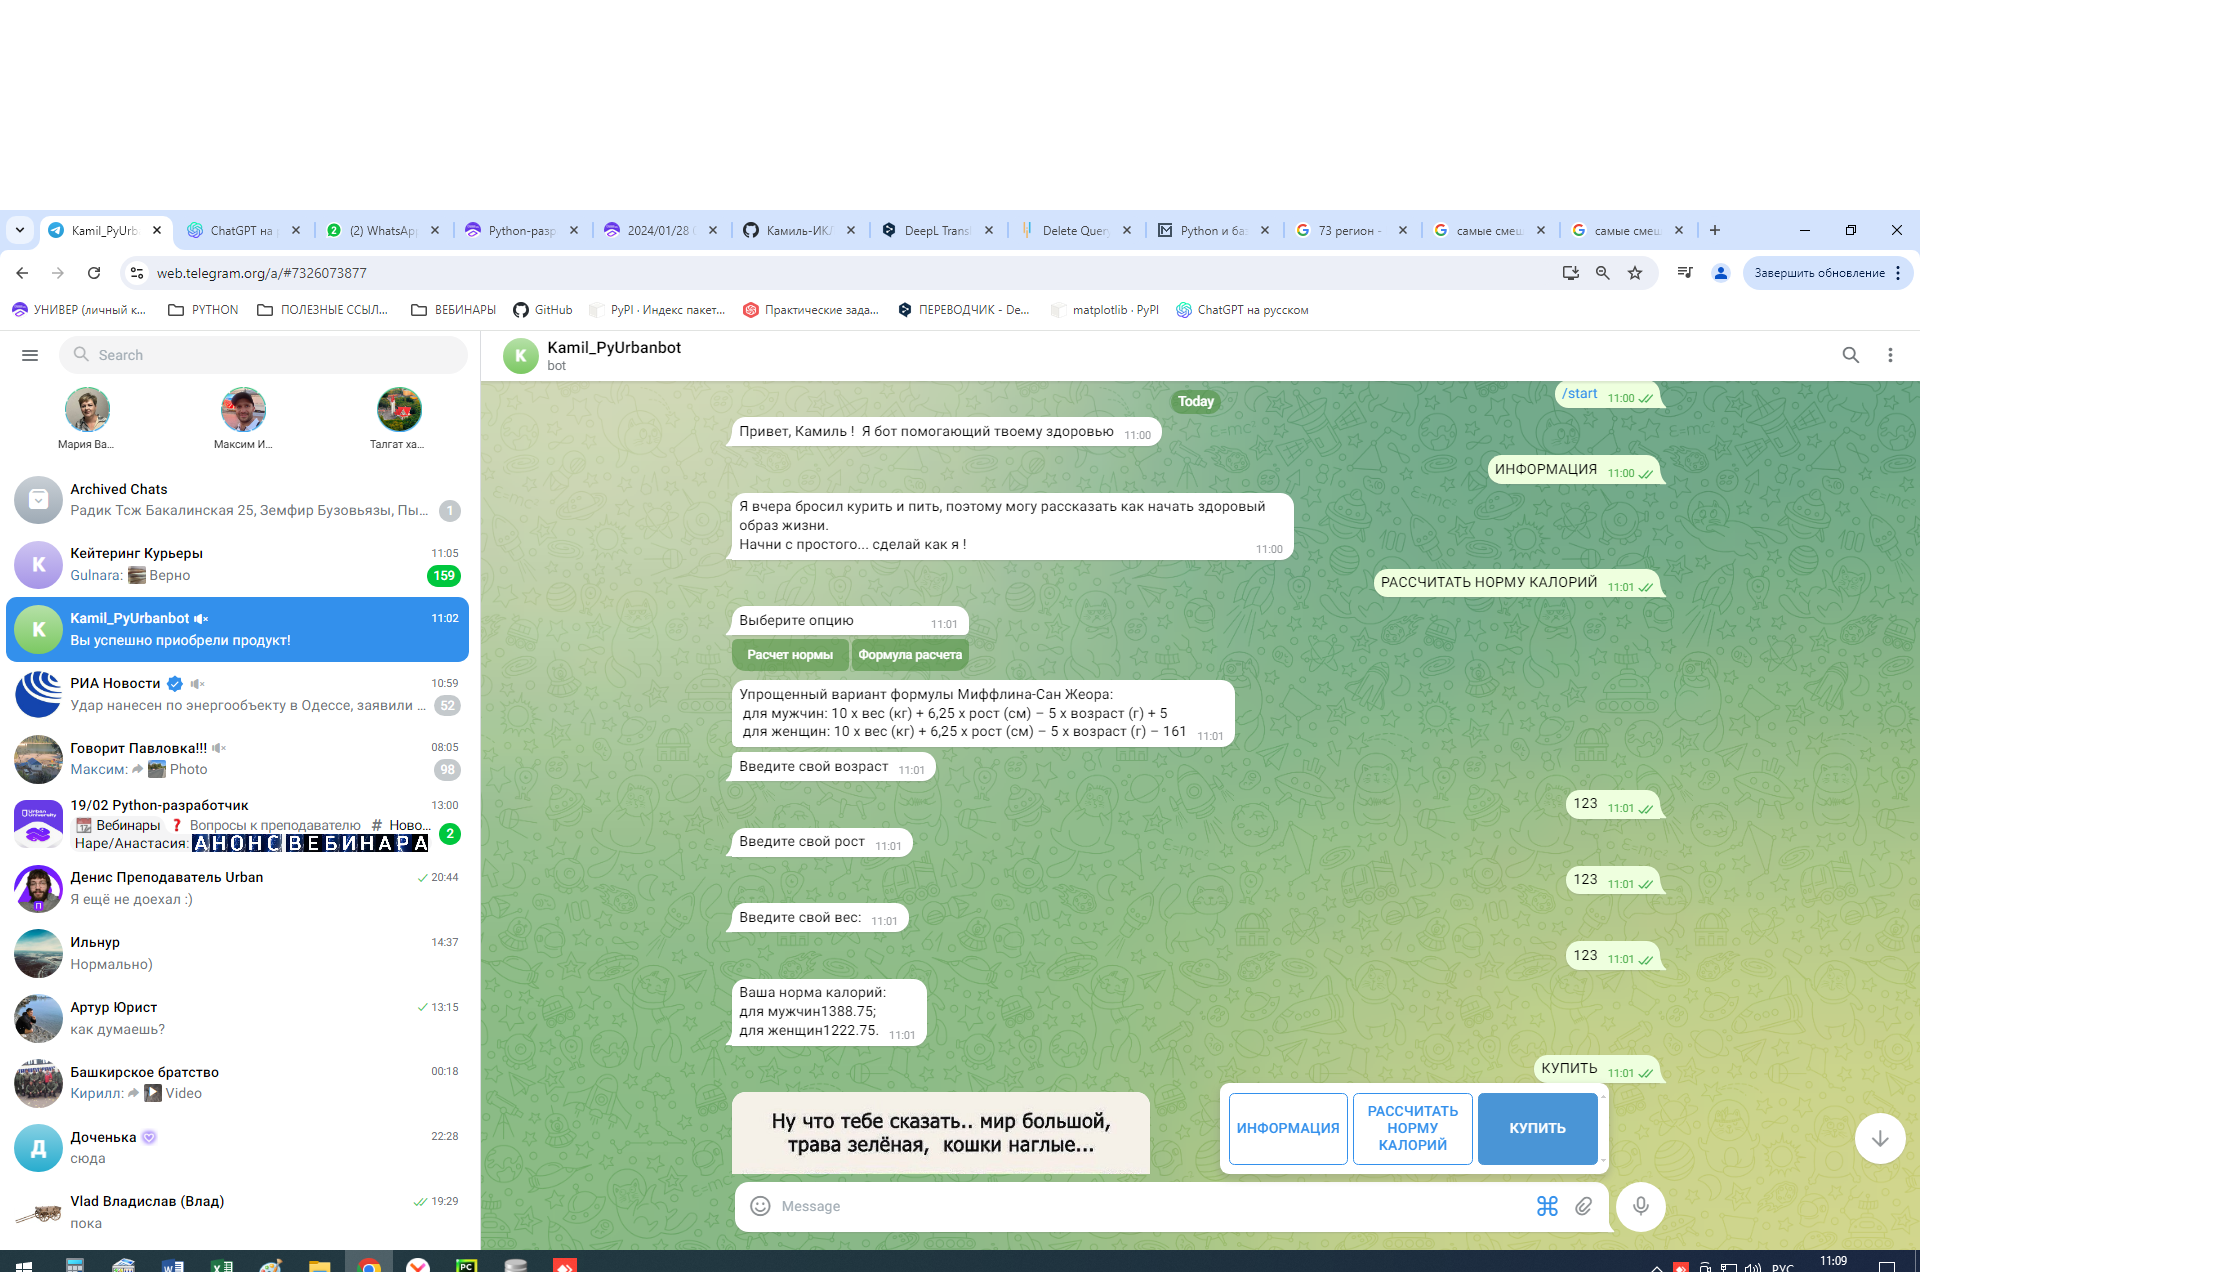 Kamil_PyUrb
ChatGPT на
(2) WhatsApp
Python-разр
2024/01/28
Камиль-ИК
DeepL Trans
Delete Quer
Python и ба
73 регион -
самые смеш
самые смеш
web.telegram.org/a/#7326073877
Завершить обновление
УНИВЕР (личный к...
PYTHON
ПОЛЕЗНЫЕ ССЫЛ...
ВЕБИНАРЫ
GitHub
PyPI · Индекс пакет...
Практические зада...
ПЕРЕВОДЧИК - De...
matplotlib · PyPI
ChatGPT на русском
Search
Мария Ва...
Максим И...
Талгат ха...
Archived Chats
Радик Тсж Бакалинская 25, Земфир Бузовьязы, Пы...
1
К
Кейтеринг Курьеры
11:05
Gulnara: Верно
159
K
Kamil_PyUrbanbot
11:02
Вы успешно приобрели продукт!
РИА Новости
10:59
Удар нанесен по энергообъекту в Одессе, заявили ...
52
Говорит Павловка!!!
08:05
Максим: Photo
98
19/02 Python-разработчик
13:00
Вебинары ❓ Вопросы к преподавателю # Ново...
Наре/Анастасия: АНОНС ВЕБИНАРА
2
Денис Преподаватель Urban
20:44
Я ещё не доехал :)
Ильнур
14:37
Нормально)
Артур Юрист
13:15
как думаешь?
Башкирское братство
00:18
Кирилл: Video
Д
Доченька
22:28
сюда
Vlad Владислав (Влад)
19:29
пока
K
Kamil_PyUrbanbot
bot
/start 11:00
Today
Привет, Камиль ! Я бот помогающий твоему здоровью 11:00
ИНФОРМАЦИЯ 11:00
Я вчера бросил курить и пить, поэтому могу рассказать как начать здоровый
образ жизни.
Начни с простого... сделай как я ! 11:00
РАССЧИТАТЬ НОРМУ КАЛОРИЙ 11:01
Выберите опцию 11:01
Расчет нормы
Формула расчета
Упрощенный вариант формулы Миффлина-Сан Жеора:
для мужчин: 10 х вес (кг) + 6,25 х рост (см) – 5 х возраст (г) + 5
для женщин: 10 х вес (кг) + 6,25 х рост (см) – 5 х возраст (г) – 161 11:01
Введите свой возраст 11:01
123 11:01
Введите свой рост 11:01
123 11:01
Введите свой вес: 11:01
123 11:01
Ваша норма калорий:
для мужчин1388.75;
для женщин1222.75. 11:01
КУПИТЬ 11:01
Ну что тебе сказать.. мир большой,
трава зелёная, кошки наглые...
ИНФОРМАЦИЯ
РАССЧИТАТЬ
НОРМУ
КАЛОРИЙ
КУПИТЬ
Message
РУС
11:09